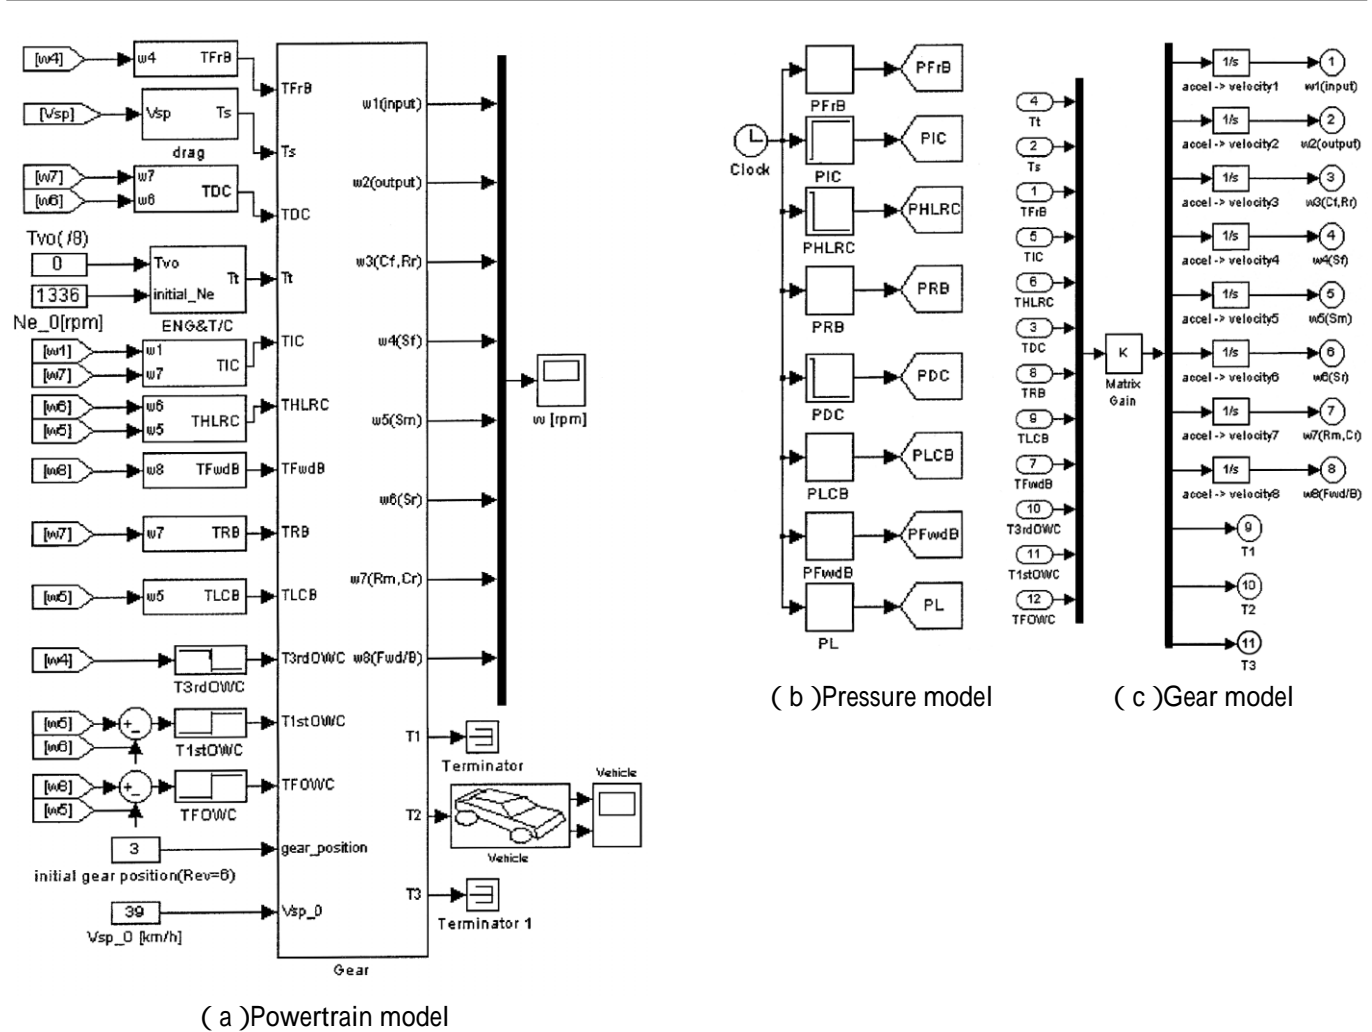 [w4]
w4 TFrB
TFrB
[Vsp]
Vsp Ts
drag
Ts
[w7]
[w6]
w7
w6
TDC
TDC
Tvo( /8)
0
1336
Ne_0[rpm]
Tvo
initial_Ne
Tt
ENG&T/C
Tt
[w1]
[w7]
w1
w7
TIC
TIC
[w6]
[w5]
w6
w5
THLRC
THLRC
[w8]
w8 TFwdB
TFwdB
[w7]
w7 TRB
TRB
[w5]
w5 TLCB
TLCB
[w4]
T3rdOWC
T3rdOWC
[w5]
[w6]
+
-
T1stOWC
T1stOWC
[w8]
[w5]
+
-
TFOWC
TFOWC
3
gear_position
initial gear position(Rev=6)
39
Vsp_0
Vsp_0 [km/h]
w1(input)
w2(output)
w3(Cf,Rr)
w4(Sf)
w5(Sm)
w6(Sr)
w7(Rm,Cr)
w8(Fwd/B)
T1
T2
T3
Gear
w [rpm]
Terminator
Vehicle
Vehicle
Terminator 1
(a)Powertrain model
Clock
PFrB
PFrB
PIC
PIC
PHLRC
PHLRC
PRB
PRB
PDC
PDC
PLCB
PLCB
PFwdB
PFwdB
PL
PL
(b)Pressure model
4
Tt
2
Ts
1
TFrB
5
TIC
6
THLRC
3
TDC
8
TRB
9
TLCB
7
TFwdB
10
T3rdOWC
11
T1stOWC
12
TFOWC
K
Matrix
Gain
1/s
accel -> velocity1
1
w1(input)
1/s
accel -> velocity2
2
w2(output)
1/s
accel -> velocity3
3
w3(Cf,Rr)
1/s
accel -> velocity4
4
w4(Sf)
1/s
accel -> velocity5
5
w5(Sm)
1/s
accel -> velocity6
6
w6(Sr)
1/s
accel -> velocity7
7
w7(Rm,Cr)
1/s
accel -> velocity8
8
w8(Fwd/B)
9
T1
10
T2
11
T3
(c)Gear model